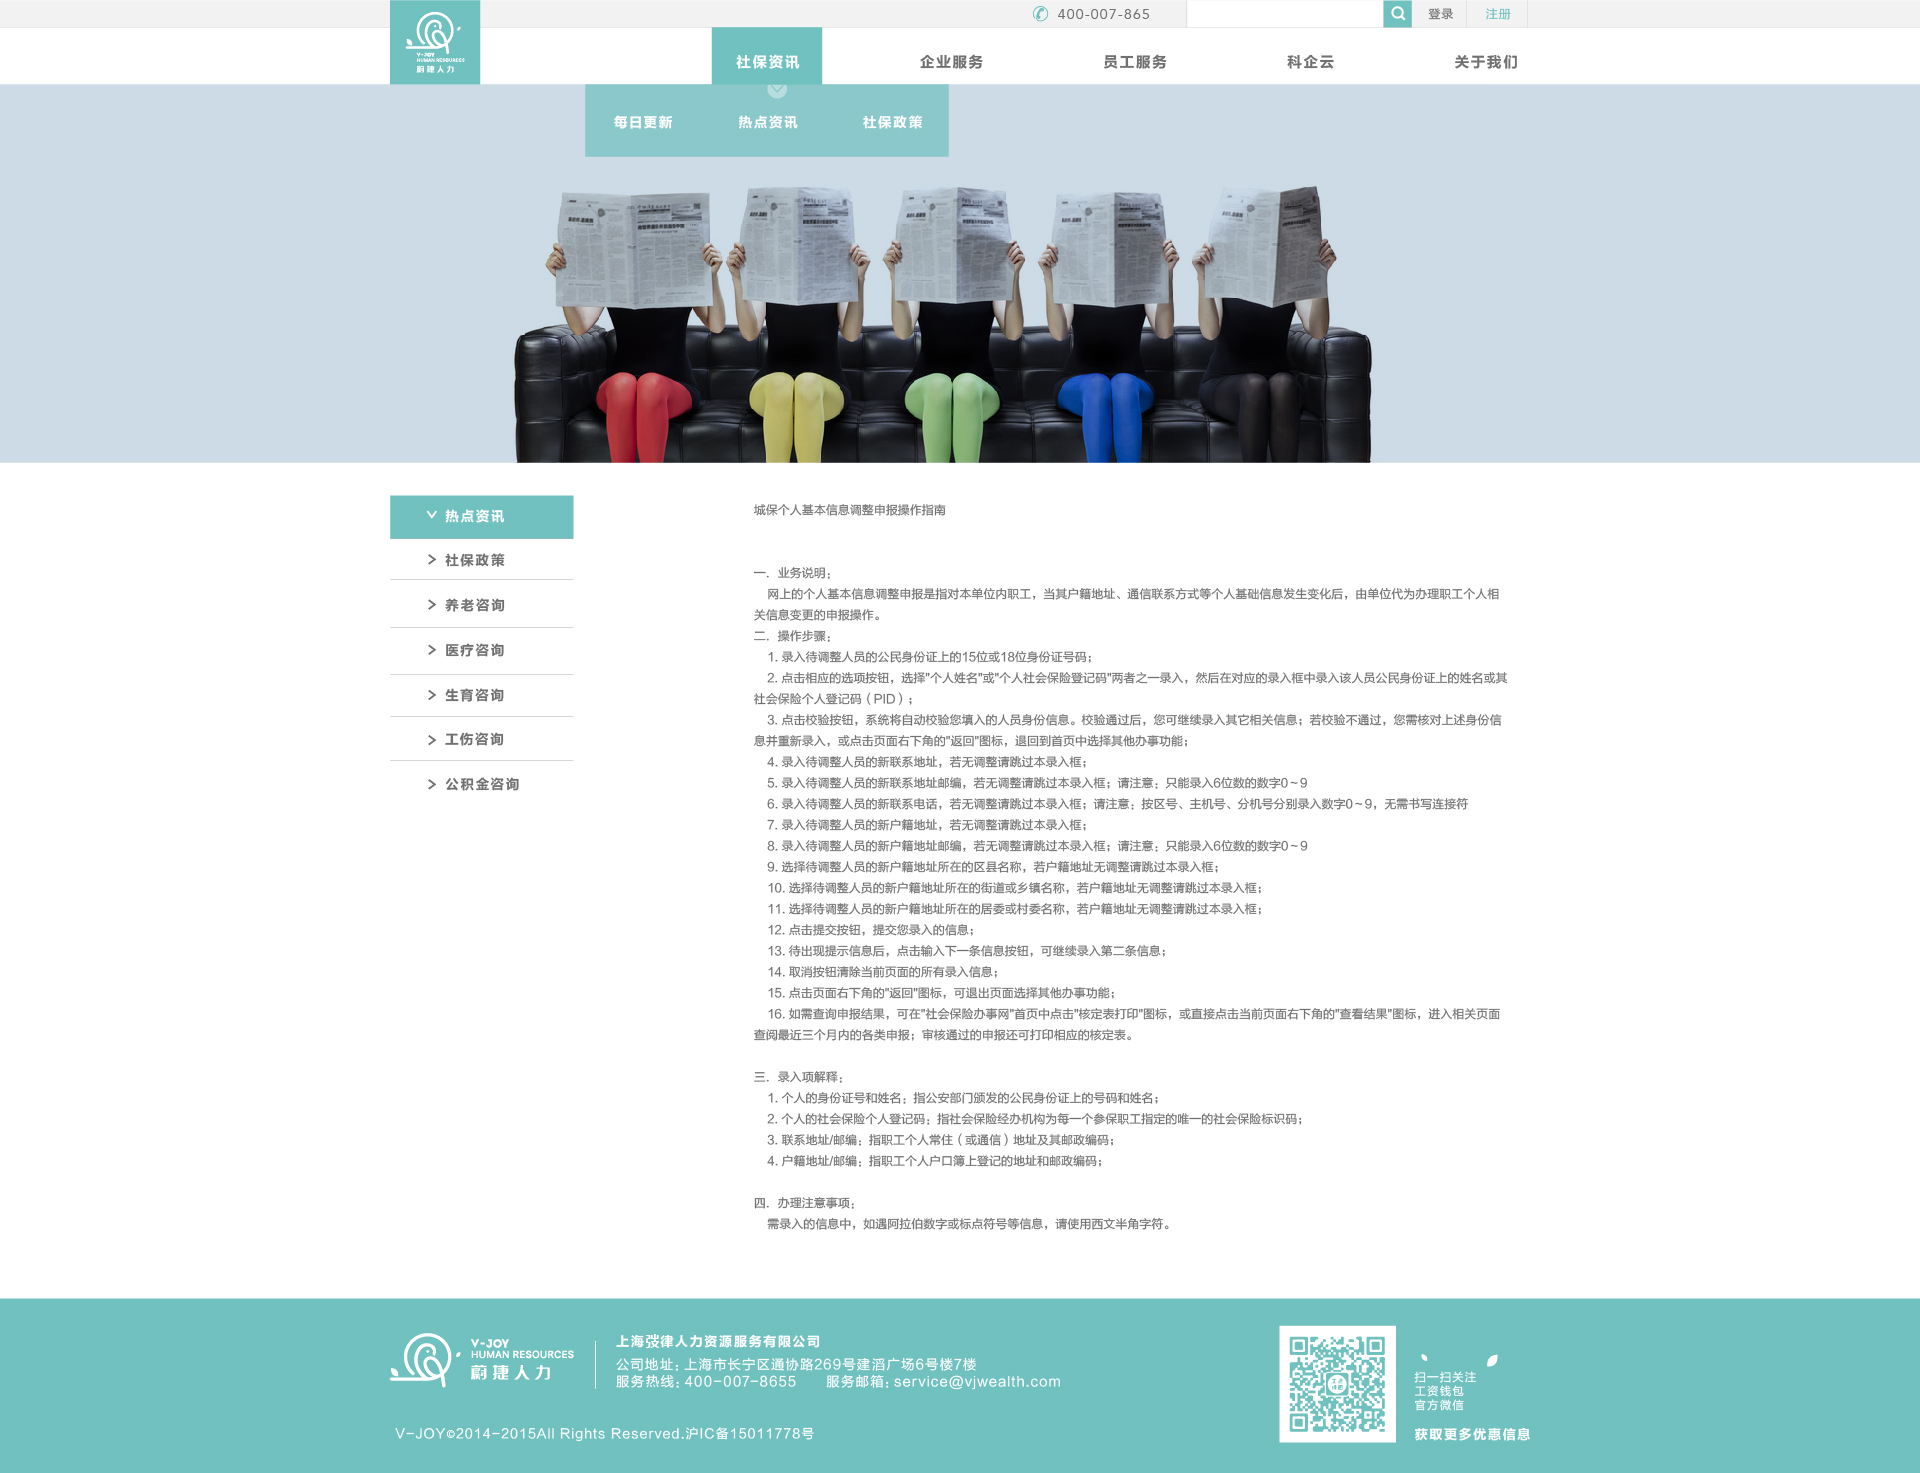 400-007-865
登录
注册
V-JOY
HUMAN RESOURCES
蔚捷人力
社保资讯
企业服务
员工服务
科企云
关于我们
每日更新
热点资讯
社保政策
热点资讯
社保政策
养老咨询
医疗咨询
生育咨询
工伤咨询
公积金咨询
城保个人基本信息调整申报操作指南
一．业务说明：
网上的个人基本信息调整申报是指对本单位内职工，当其户籍地址、通信联系方式等个人基础信息发生变化后，由单位代为办理职工个人相
关信息变更的申报操作。
二．操作步骤：
1. 录入待调整人员的公民身份证上的15位或18位身份证号码；
2. 点击相应的选项按钮，选择"个人姓名"或"个人社会保险登记码"两者之一录入，然后在对应的录入框中录入该人员公民身份证上的姓名或其
社会保险个人登记码（PID）；
3. 点击校验按钮，系统将自动校验您填入的人员身份信息。校验通过后，您可继续录入其它相关信息；若校验不通过，您需核对上述身份信
息并重新录入，或点击页面右下角的"返回"图标，退回到首页中选择其他办事功能；
4. 录入待调整人员的新联系地址，若无调整请跳过本录入框；
5. 录入待调整人员的新联系地址邮编，若无调整请跳过本录入框；请注意：只能录入6位数的数字0～9
6. 录入待调整人员的新联系电话，若无调整请跳过本录入框；请注意：按区号、主机号、分机号分别录入数字0～9，无需书写连接符
7. 录入待调整人员的新户籍地址，若无调整请跳过本录入框；
8. 录入待调整人员的新户籍地址邮编，若无调整请跳过本录入框；请注意：只能录入6位数的数字0～9
9. 选择待调整人员的新户籍地址所在的区县名称，若户籍地址无调整请跳过本录入框；
10. 选择待调整人员的新户籍地址所在的街道或乡镇名称，若户籍地址无调整请跳过本录入框；
11. 选择待调整人员的新户籍地址所在的居委或村委名称，若户籍地址无调整请跳过本录入框；
12. 点击提交按钮，提交您录入的信息；
13. 待出现提示信息后，点击输入下一条信息按钮，可继续录入第二条信息；
14. 取消按钮清除当前页面的所有录入信息；
15. 点击页面右下角的"返回"图标，可退出页面选择其他办事功能；
16. 如需查询申报结果，可在"社会保险办事网"首页中点击"核定表打印"图标，或直接点击当前页面右下角的"查看结果"图标，进入相关页面
查阅最近三个月内的各类申报；审核通过的申报还可打印相应的核定表。
三．录入项解释：
1. 个人的身份证号和姓名：指公安部门颁发的公民身份证上的号码和姓名；
2. 个人的社会保险个人登记码：指社会保险经办机构为每一个参保职工指定的唯一的社会保险标识码；
3. 联系地址/邮编：指职工个人常住（或通信）地址及其邮政编码；
4. 户籍地址/邮编：指职工个人户口簿上登记的地址和邮政编码；
四．办理注意事项：
需录入的信息中，如遇阿拉伯数字或标点符号等信息，请使用西文半角字符。
V-JOY
HUMAN RESOURCES
蔚捷人力
上海弢律人力资源服务有限公司
公司地址：上海市长宁区通协路269号建滔广场6号楼7楼
服务热线：400-007-8655 服务邮箱：service@vjwealth.com
V-JOY©2014-2015All Rights Reserved.沪IC备15011778号
扫一扫关注
工资钱包
官方微信
获取更多优惠信息